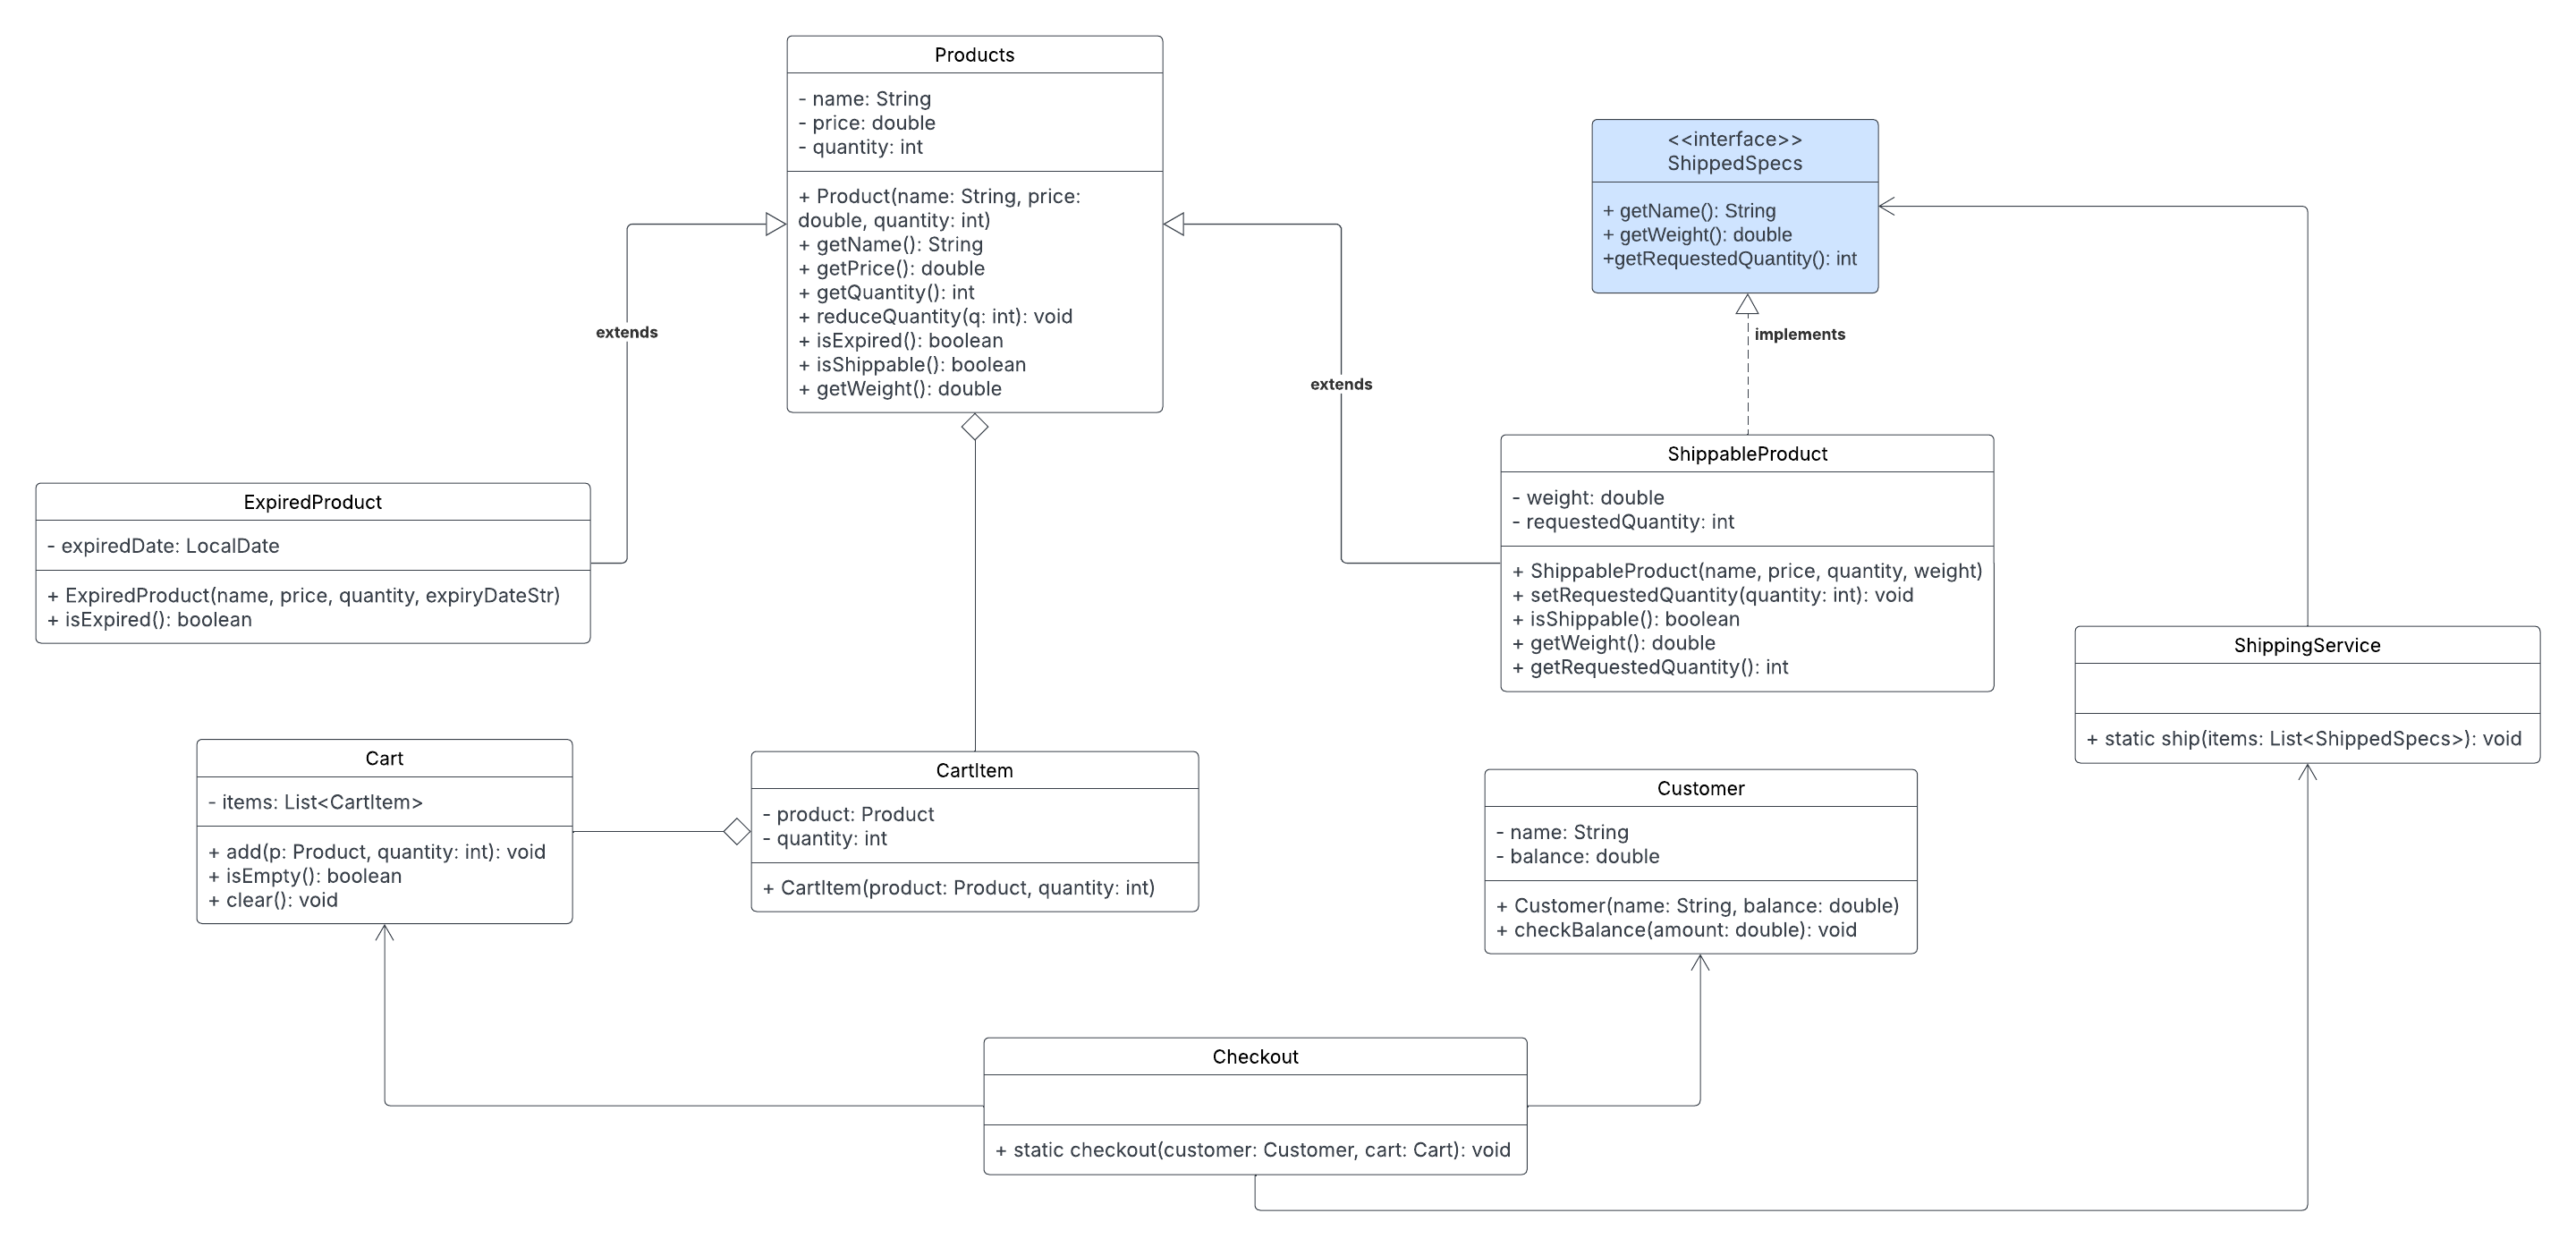 Products
- name: String
- price: double
- quantity: int
+ Product(name: String, price:
double, quantity: int)
+ getName(): String
+ getPrice(): double
+ getQuantity(): int
+ reduceQuantity(q: int): void
+ isExpired(): boolean
+ isShippable(): boolean
+ getWeight(): double
<<interface>>
ShippedSpecs
+ getName(): String
+ getWeight(): double
+getRequestedQuantity(): int
extends
extends
implements
ExpiredProduct
- expiredDate: LocalDate
+ ExpiredProduct(name, price, quantity, expiryDateStr)
+ isExpired(): boolean
ShippableProduct
- weight: double
- requestedQuantity: int
+ ShippableProduct(name, price, quantity, weight)
+ setRequestedQuantity(quantity: int): void
+ isShippable(): boolean
+ getWeight(): double
+ getRequestedQuantity(): int
ShippingService
+ static ship(items: List<ShippedSpecs>): void
Cart
- items: List<CartItem>
+ add(p: Product, quantity: int): void
+ isEmpty(): boolean
+ clear(): void
CartItem
- product: Product
- quantity: int
+ CartItem(product: Product, quantity: int)
Customer
- name: String
- balance: double
+ Customer(name: String, balance: double)
+ checkBalance(amount: double): void
Checkout
+ static checkout(customer: Customer, cart: Cart): void